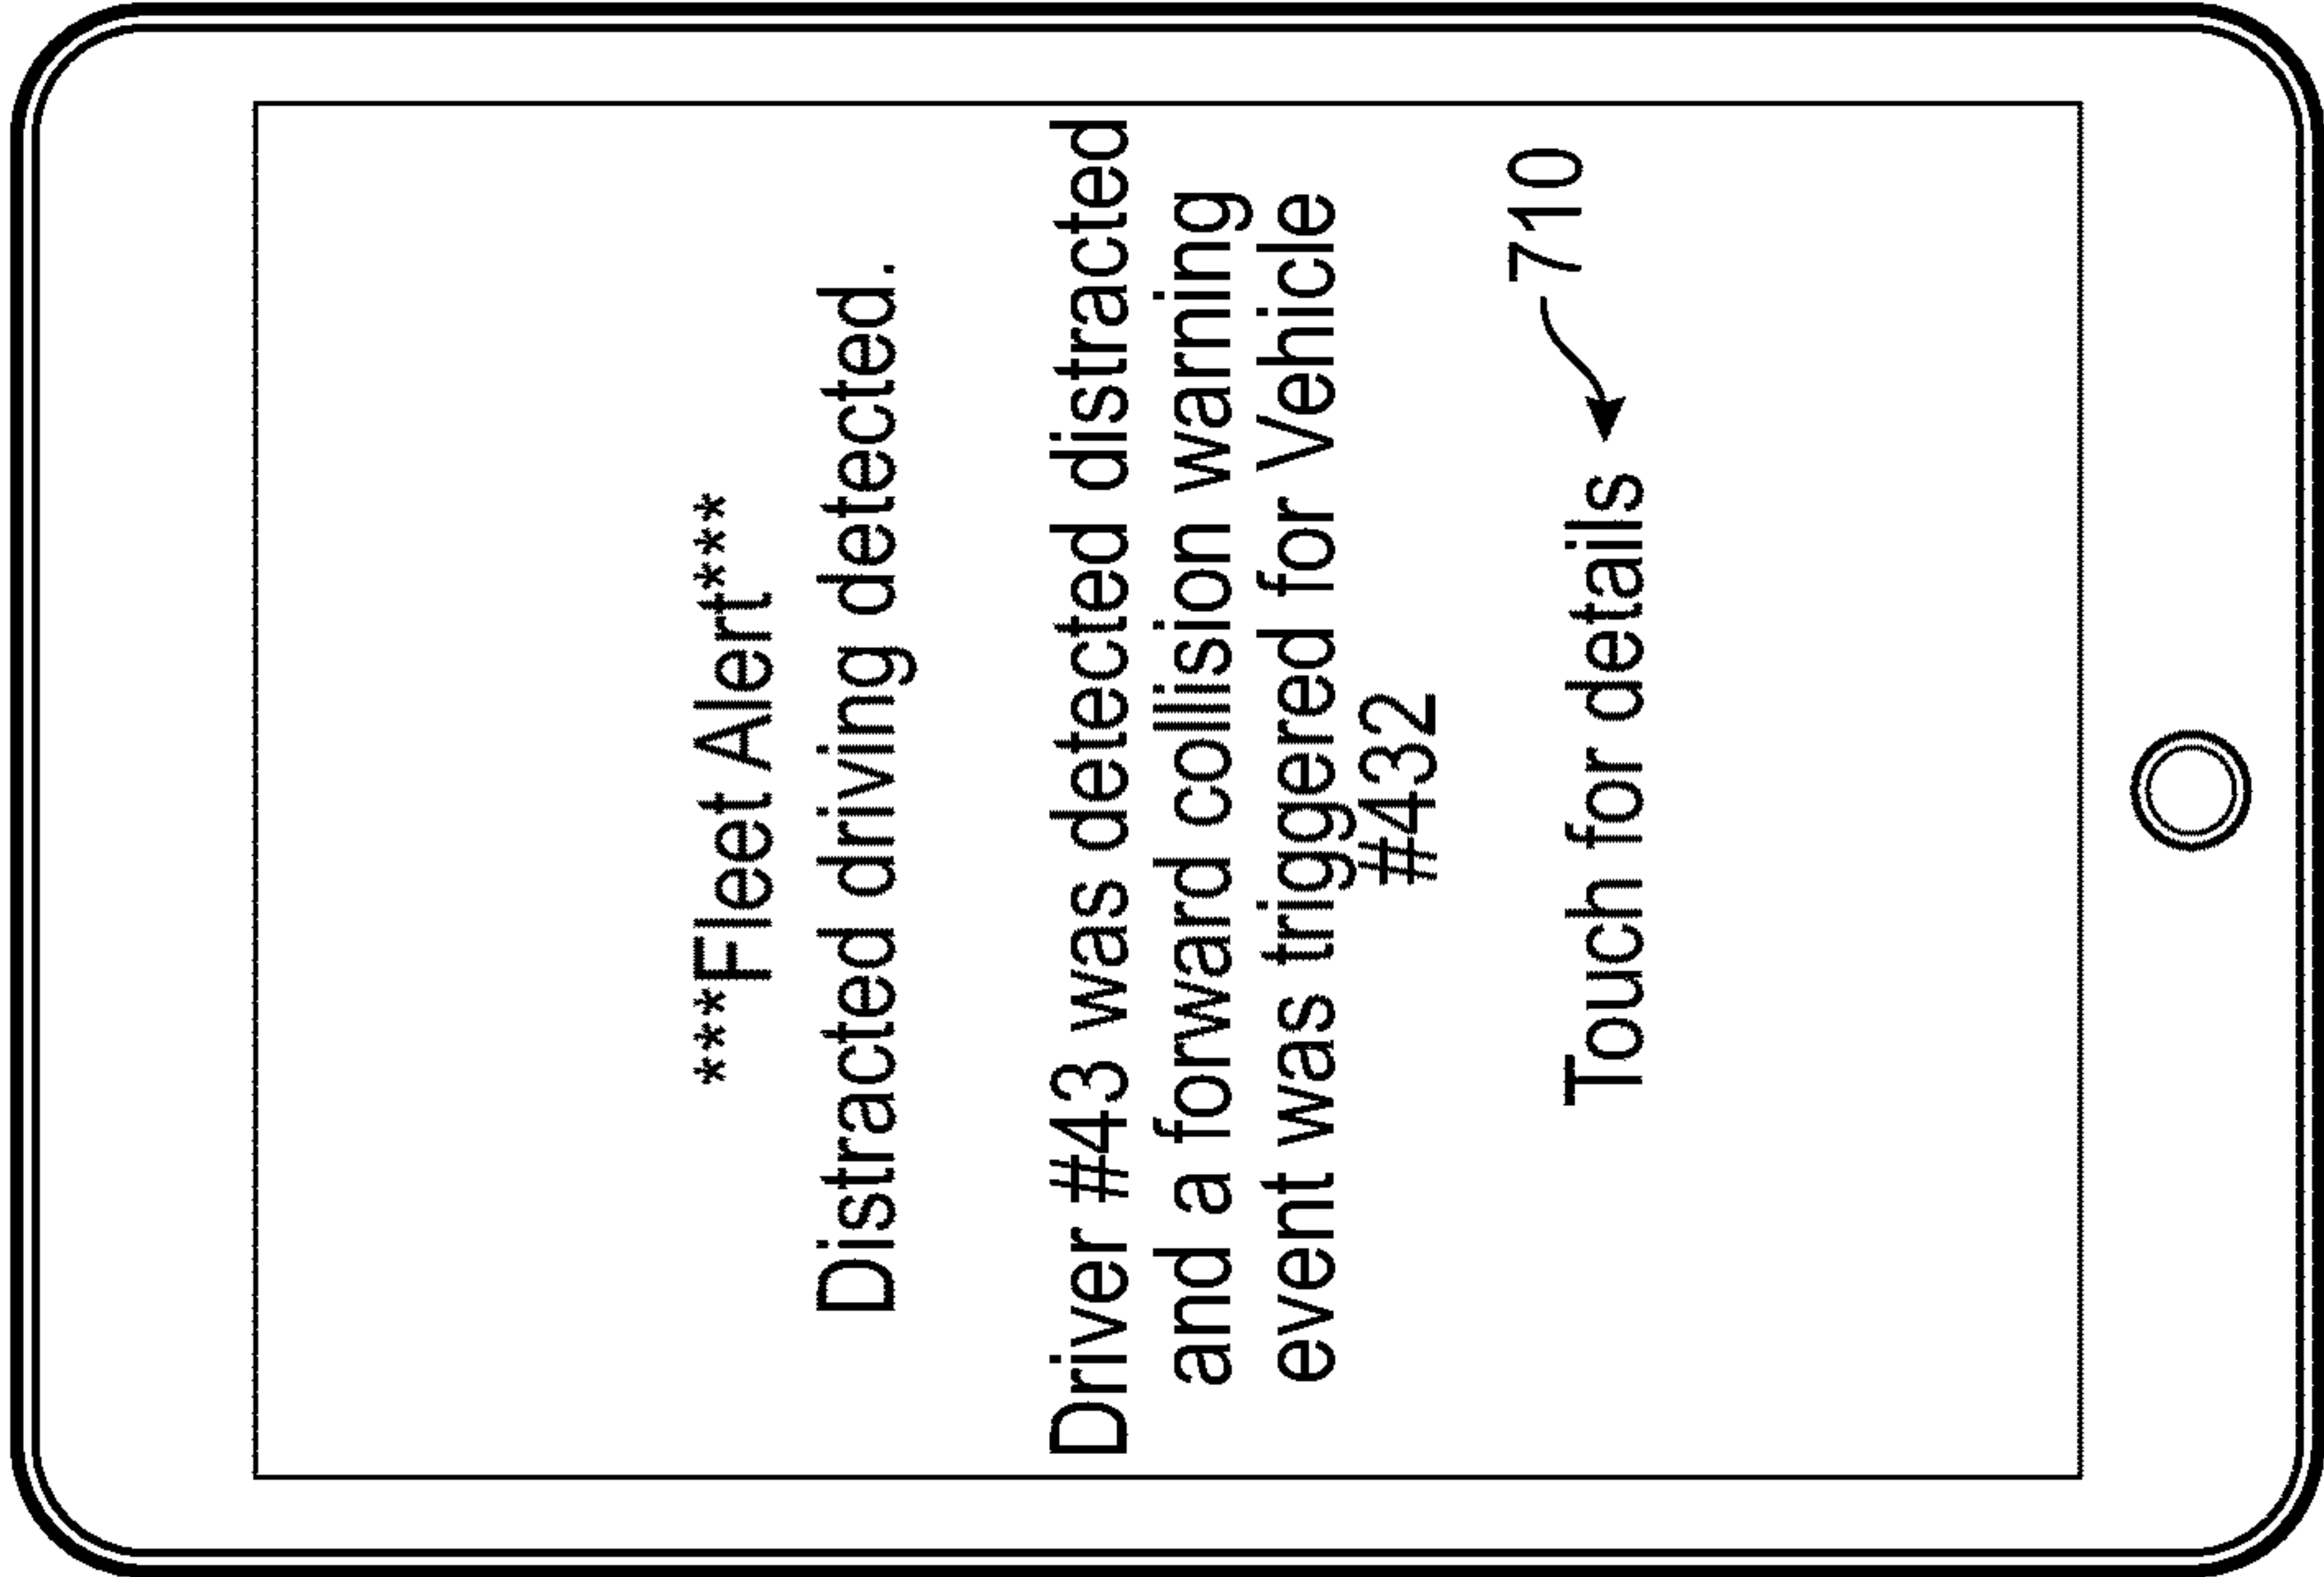 ***Fleet Alert***
Distracted driving detected.
Driver #43 was detected distracted
and a forward collision warning
event was triggered for Vehicle
#432
710
Touch for details